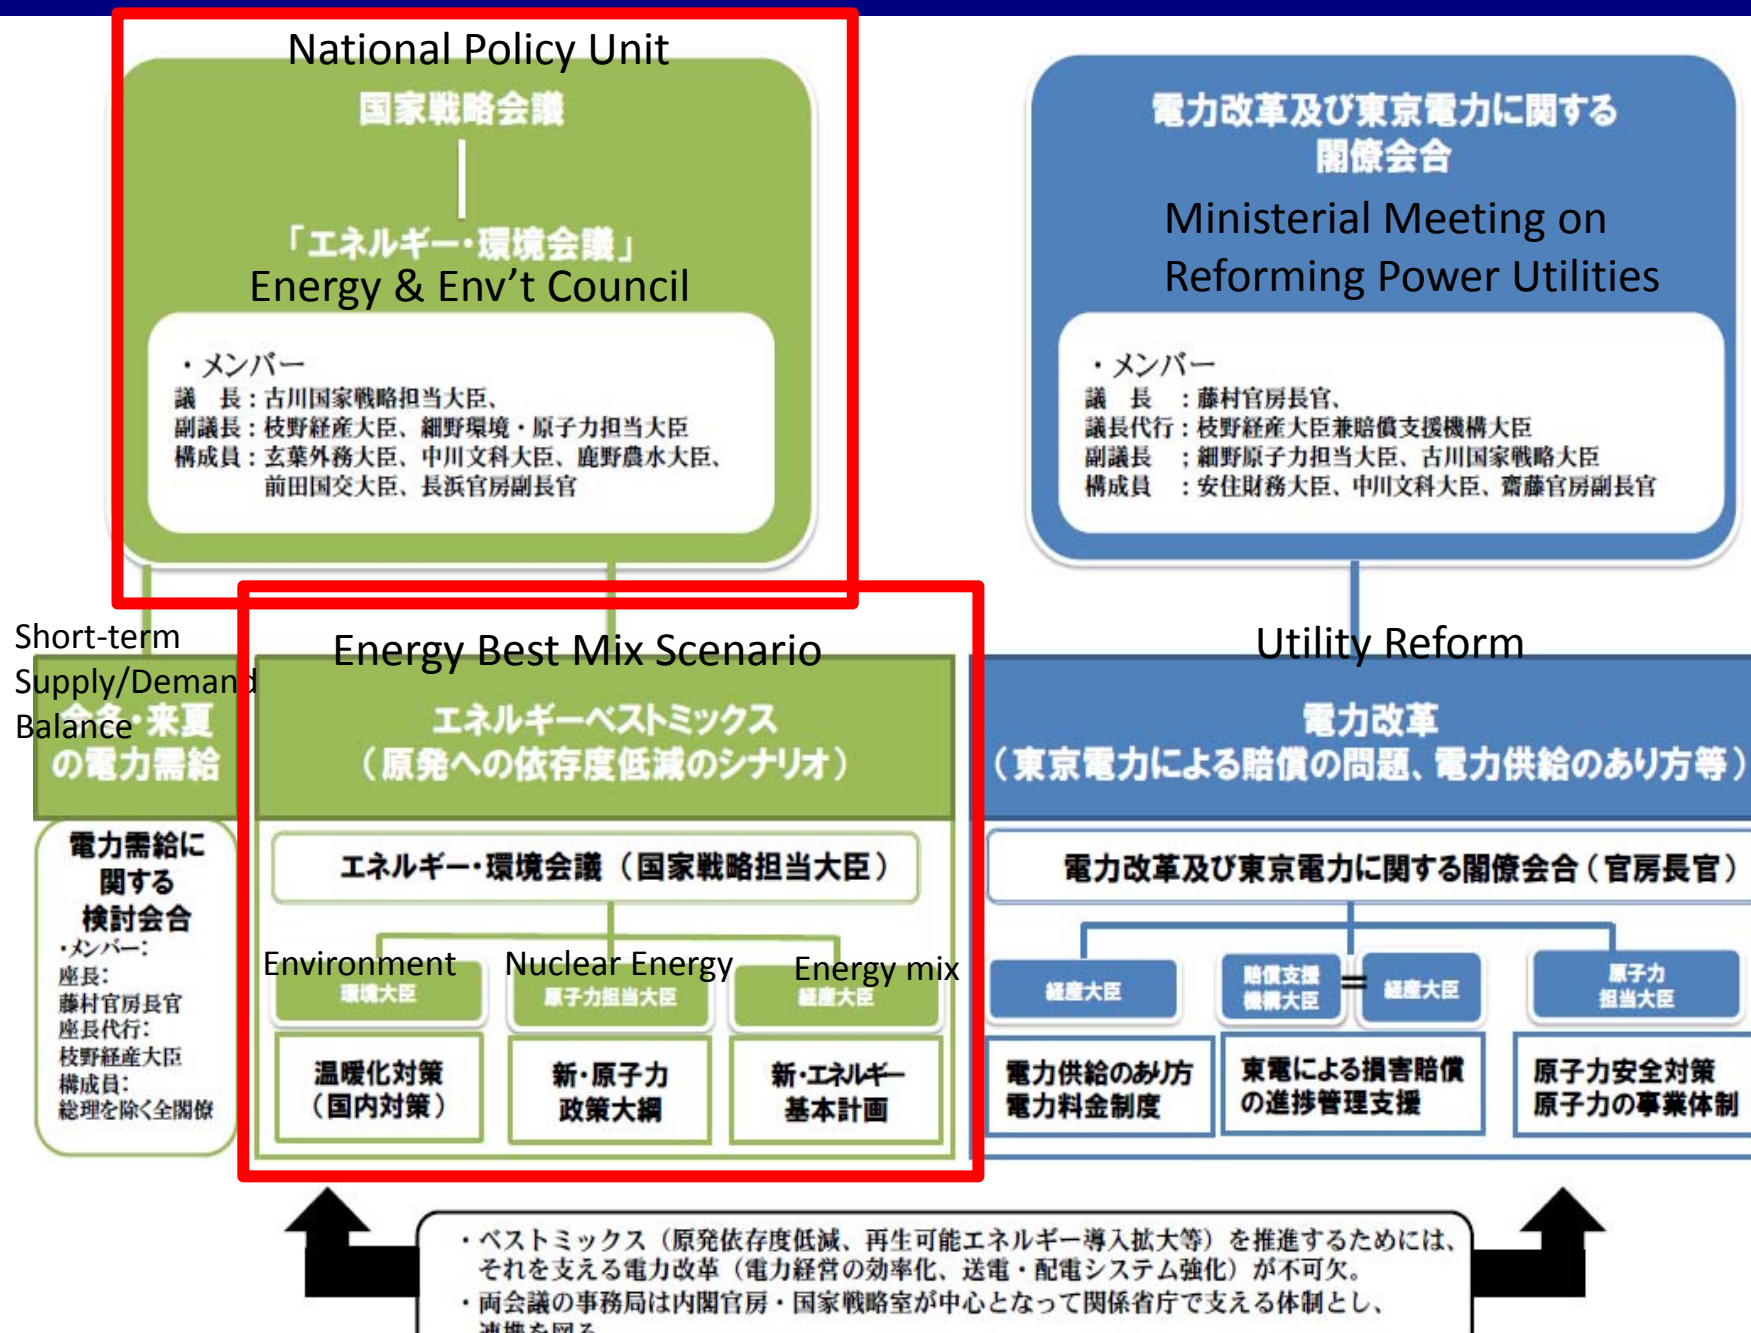 National Policy Unit
国家戦略会議
「エネルギー・環境会議」
Energy & Env’t Council
・メンバー
議　長：古川国家戦略担当大臣、
副議長：枝野経産大臣、細野環境・原子力担当大臣
構成員：玄葉外務大臣、中川文科大臣、鹿野農水大臣、
前田国交大臣、長浜官房副長官
電力改革及び東京電力に関する
閣僚会合
Ministerial Meeting on
Reforming Power Utilities
・メンバー
議　長　：藤村官房長官、
議長代行：枝野経産大臣兼賠償支援機構大臣
副議長　；細野原子力担当大臣、古川国家戦略大臣
構成員　：安住財務大臣、中川文科大臣、齋藤官房副長官
Short-term
Supply/Demand
Balance
今冬・来夏
の電力需給
電力需給に
関する
検討会合
・メンバー：
座長：
藤村官房長官
座長代行：
枝野経産大臣
構成員：
総理を除く全閣僚
Energy Best Mix Scenario
エネルギーベストミックス
（原発への依存度低減のシナリオ）
エネルギー・環境会議（国家戦略担当大臣）
Environment
環境大臣
温暖化対策
（国内対策）
Nuclear Energy
原子力担当大臣
新・原子力
政策大綱
Energy mix
経産大臣
新・エネルギー
基本計画
Utility Reform
電力改革
（東京電力による賠償の問題、電力供給のあり方等）
電力改革及び東京電力に関する閣僚会合（官房長官）
経産大臣
電力供給のあり方
電力料金制度
賠償支援
機構大臣
＝
経産大臣
東電による損害賠償
の進捗管理支援
原子力
担当大臣
原子力安全対策
原子力の事業体制
・ベストミックス（原発依存度低減、再生可能エネルギー導入拡大等）を推進するためには、
それを支える電力改革（電力経営の効率化、送電・配電システム強化）が不可欠。
・両会議の事務局は内閣官房・国家戦略室が中心となって関係省庁で支える体制とし、
連携を図る